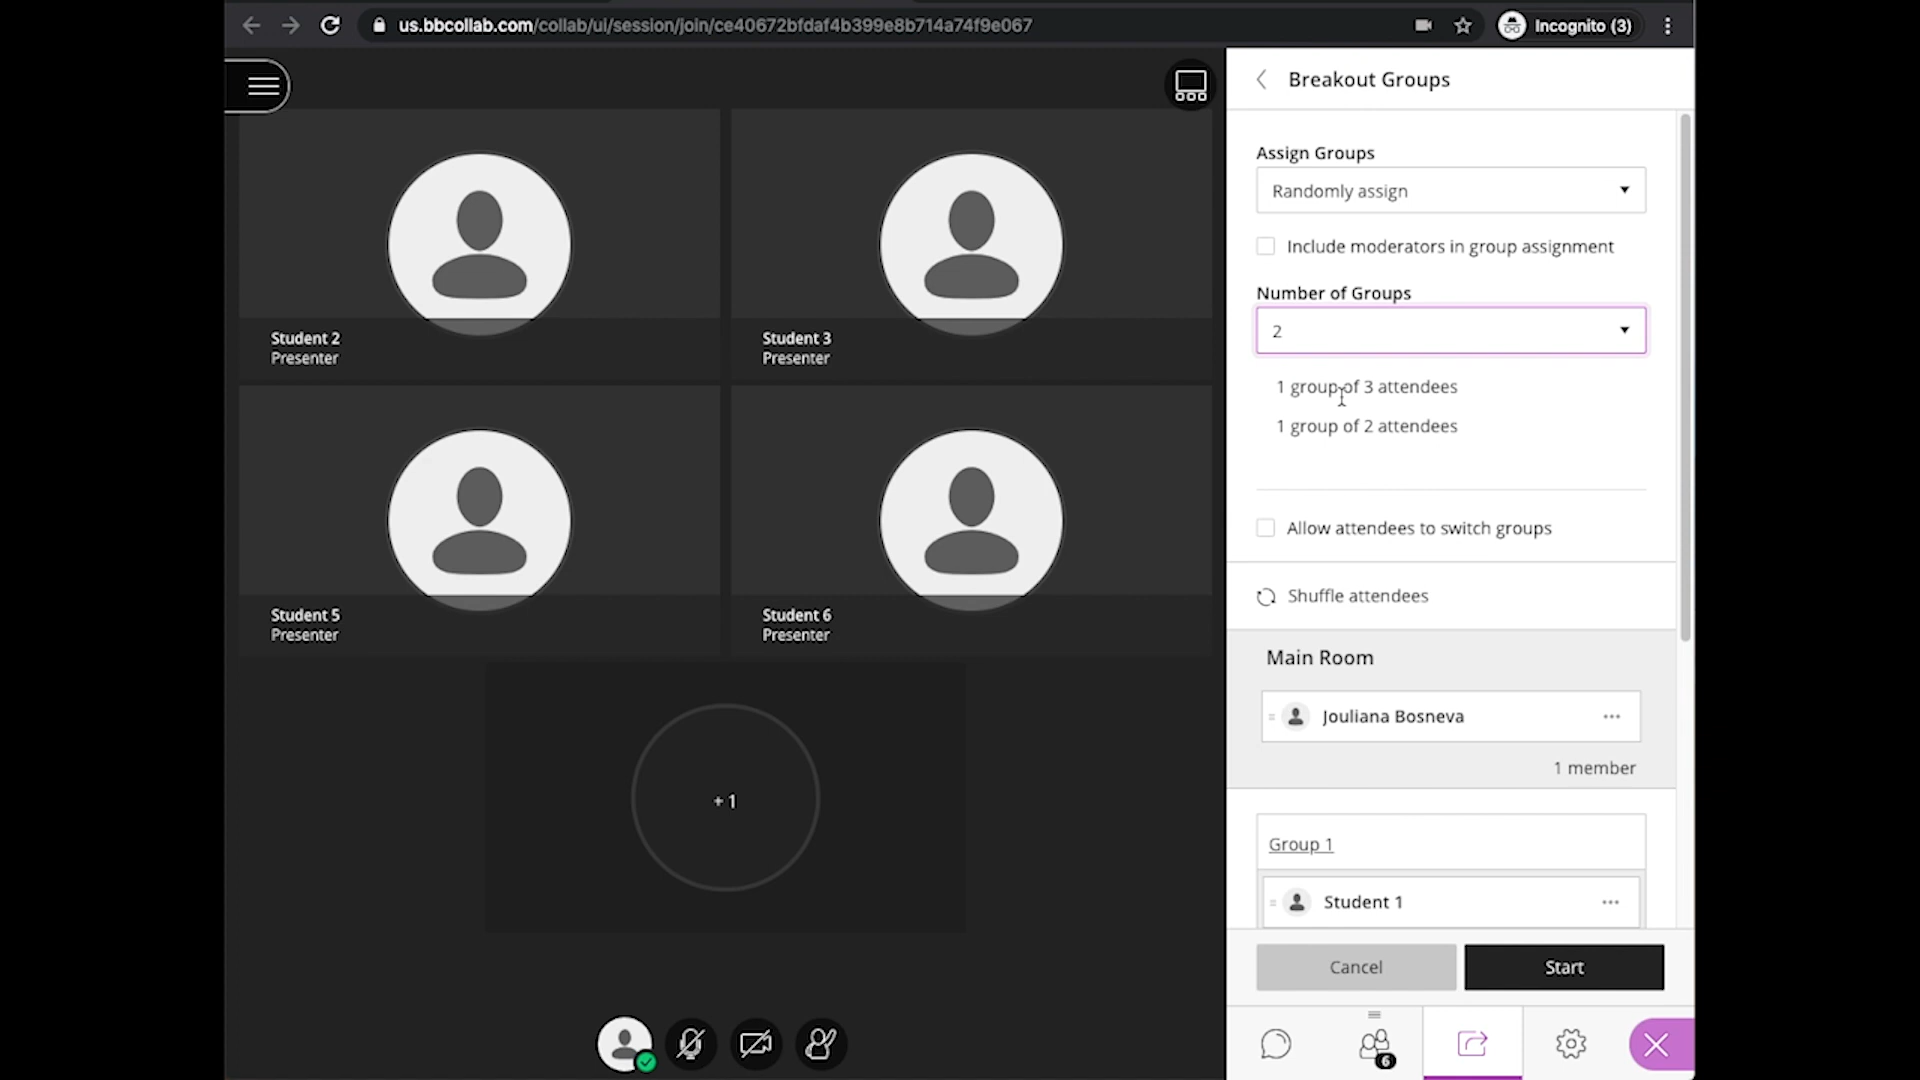 us.bbcollab.com/collab/ui/session/join/ce40672bfdaf4b399e8b714a74f9e067
Incognito (3)
Breakout Groups
Assign Groups
Randomly assign
Include moderators in group assignment
Number of Groups
2
1 group of 3 attendees
1 group of 2 attendees
Allow attendees to switch groups
Shuffle attendees
Main Room
Jouliana Bosneva
1 member
Group 1
Student 1
Cancel
Start
6
Student 2
Presenter
Student 3
Presenter
Student 5
Presenter
Student 6
Presenter
+ 1